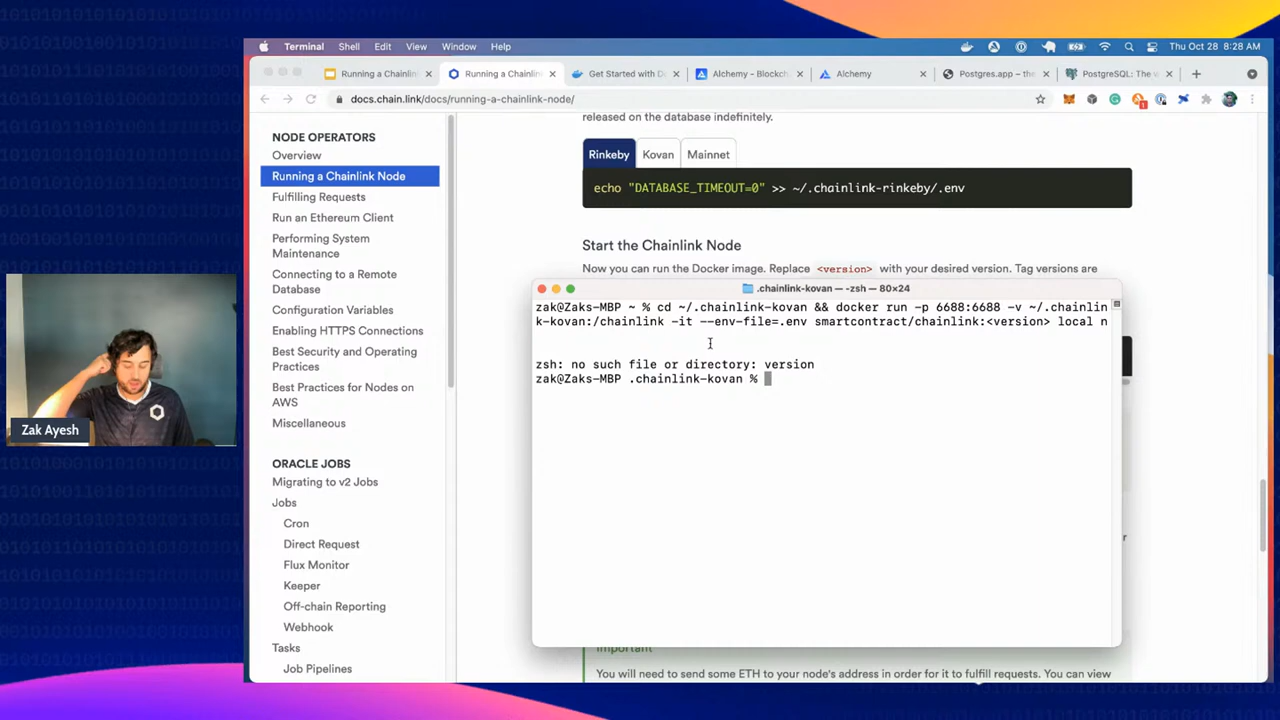 Terminal Shell Edit View Window Help Thu Oct 28 8:28 AM
Running a Chainlin × Running a Chainlink × Get Started with D × Alchemy - Blockch × Alchemy × Postgres.app – the × PostgreSQL: The × +
docs.chain.link/docs/running-a-chainlink-node/
NODE OPERATORS
Overview
Running a Chainlink Node
Fulfilling Requests
Run an Ethereum Client
Performing System
Maintenance
Connecting to a Remote
Database
Configuration Variables
Enabling HTTPS Connections
Best Security and Operating
Practices
Best Practices for Nodes on
AWS
Miscellaneous
ORACLE JOBS
Migrating to v2 Jobs
Jobs
Cron
Direct Request
Flux Monitor
Keeper
Off-chain Reporting
Webhook
Tasks
Job Pipelines
released on the database indefinitely.
Rinkeby Kovan Mainnet
echo "DATABASE_TIMEOUT=0" >> ~/.chainlink-rinkeby/.env
Start the Chainlink Node
Now you can run the Docker image. Replace <version> with your desired version. Tag versions are
.chainlink-kovan — -zsh — 80×24
zak@Zaks-MBP ~ % cd ~/.chainlink-kovan && docker run -p 6688:6688 -v ~/.chainlin
k-kovan:/chainlink -it --env-file=.env smartcontract/chainlink:<version> local n
zsh: no such file or directory: version
zak@Zaks-MBP .chainlink-kovan %
Important
You will need to send some ETH to your node's address in order for it to fulfill requests. You can view
Zak Ayesh